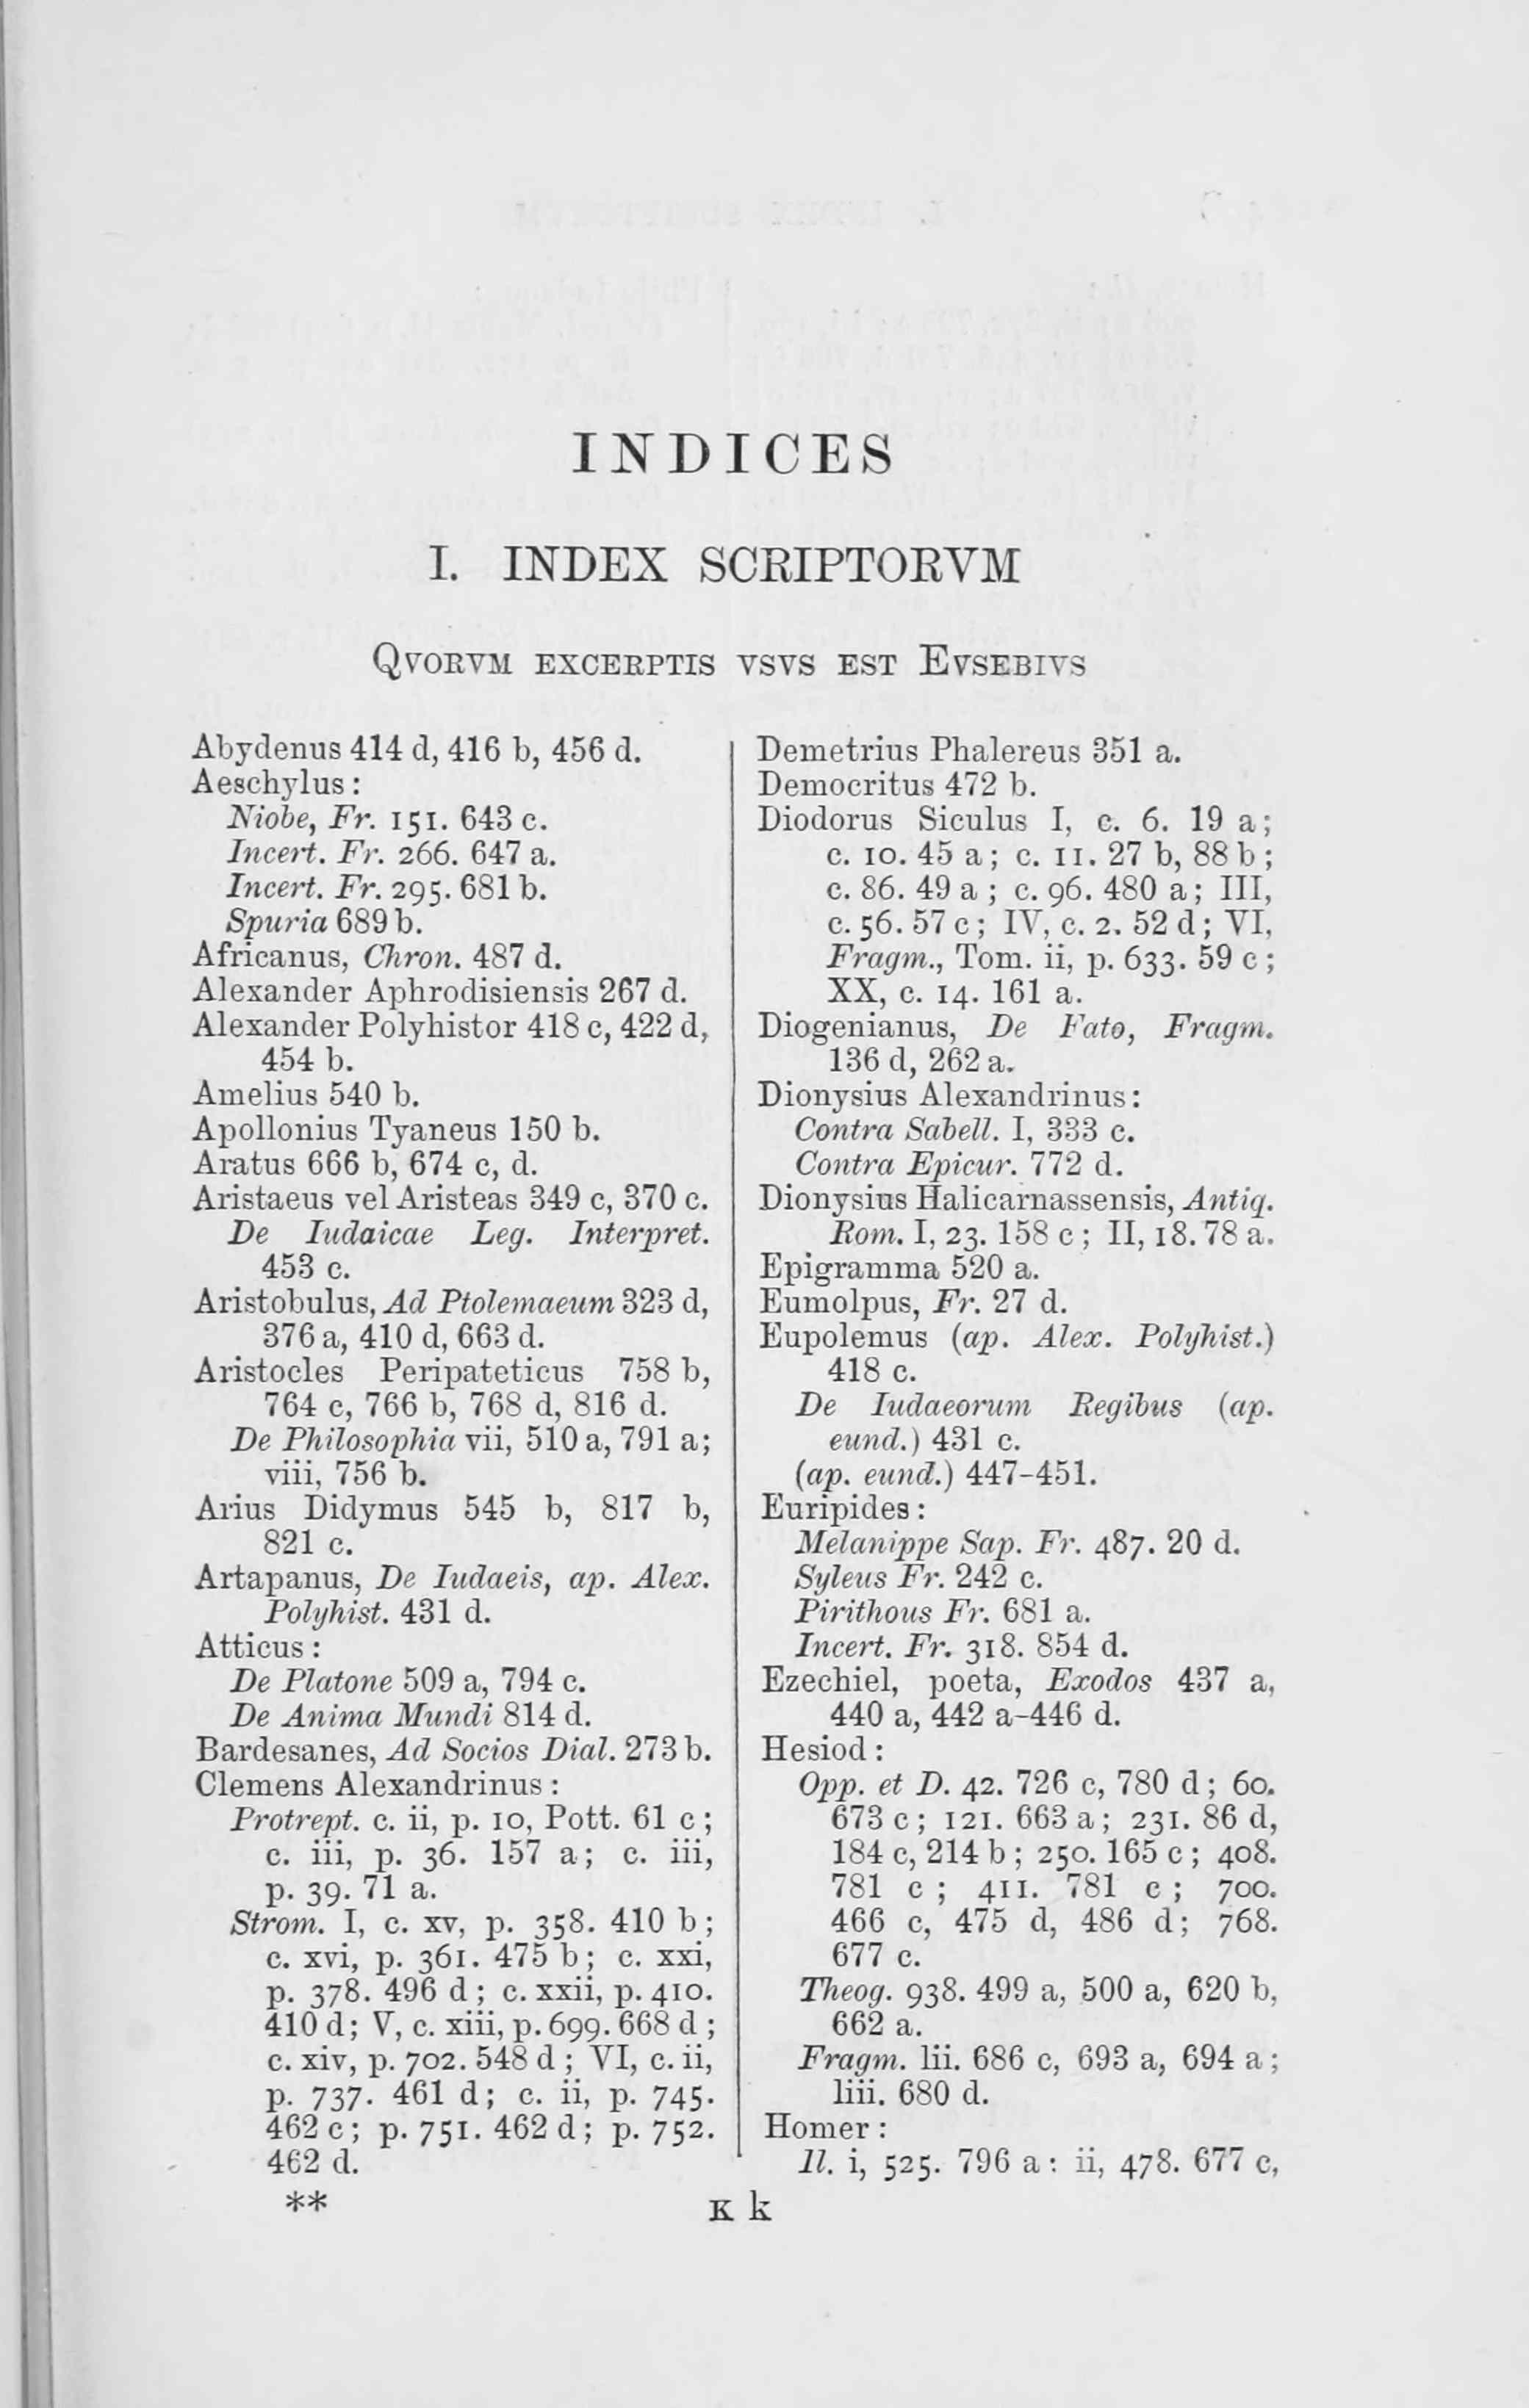 INDICES
I. INDEX SCRIPTORVM
QVORVM EXCERPTIS VSVS EST EVSEBIVS
Abydenus 414 d, 416 b, 456 d.
Aeschylus:
Niobe, Fr. 151. 643 c.
Incert. Fr. 266. 647 a.
Incert. Fr. 295. 681 b.
Spuria 689 b.
Africanus, Chron. 487 d.
Alexander Aphrodisiensis 267 d.
Alexander Polyhistor 418 c, 422 d,
454 b.
Amelius 540 b.
Apollonius Tyaneus 150 b.
Aratus 666 b, 674 c, d.
Aristaeus vel Aristeas 349 c, 370 c.
De Iudaicae Leg. Interpret.
453 c.
Aristobulus, Ad Ptolemaeum 323 d,
376 a, 410 d, 663 d.
Aristocles Peripateticus 758 b,
764 c, 766 b, 768 d, 816 d.
De Philosophia vii, 510 a, 791 a;
viii, 756 b.
Arius Didymus 545 b, 817 b,
821 c.
Artapanus, De Iudaeis, ap. Alex.
Polyhist. 431 d.
Atticus:
De Platone 509 a, 794 c.
De Anima Mundi 814 d.
Bardesanes, Ad Socios Dial. 273 b.
Clemens Alexandrinus:
Protrept. c. ii, p. 10, Pott. 61 c;
c. iii, p. 36. 157 a; c. iii,
p. 39. 71 a.
Strom. I, c. xv, p. 358. 410 b;
c. xvi, p. 361. 475 b; c. xxi,
p. 378. 496 d; c. xxii, p. 410.
410 d; V, c. xiii, p. 699. 668 d;
c. xiv, p. 702. 548 d; VI, c. ii,
p. 737. 461 d; c. ii, p. 745.
462 c; p. 751. 462 d; p. 752.
462 d.
Demetrius Phalereus 351 a.
Democritus 472 b.
Diodorus Siculus I, c. 6. 19 a;
c. 10. 45 a; c. 11. 27 b, 88 b;
c. 86. 49 a; c. 96. 480 a; III,
c. 56. 57 c; IV, c. 2. 52 d; VI,
Fragm., Tom. ii, p. 633. 59 c;
XX, c. 14. 161 a.
Diogenianus, De Fato, Fragm.
136 d, 262 a.
Dionysius Alexandrinus:
Contra Sabell. I, 333 c.
Contra Epicur. 772 d.
Dionysius Halicarnassensis, Antiq.
Rom. I, 23. 158 c; II, 18. 78 a.
Epigramma 520 a.
Eumolpus, Fr. 27 d.
Eupolemus (ap. Alex. Polyhist.)
418 c.
De Iudaeorum Regibus (ap.
eund.) 431 c.
(ap. eund.) 447-451.
Euripides:
Melanippe Sap. Fr. 487. 20 d.
Syleus Fr. 242 c.
Pirithous Fr. 681 a.
Incert. Fr. 318. 854 d.
Ezechiel, poeta, Exodos 437 a,
440 a, 442 a-446 d.
Hesiod:
Opp. et D. 42. 726 c, 780 d; 60.
673 c; 121. 663 a; 231. 86 d,
184 c, 214 b; 250. 165 c; 408.
781 c; 411. 781 c; 700.
466 c, 475 d, 486 d; 768.
677 c.
Theog. 938. 499 a, 500 a, 620 b,
662 a.
Fragm. lii. 686 c, 693 a, 694 a;
liii. 680 d.
Homer:
Il. i, 525. 796 a: ii, 478. 677 c,
** K k